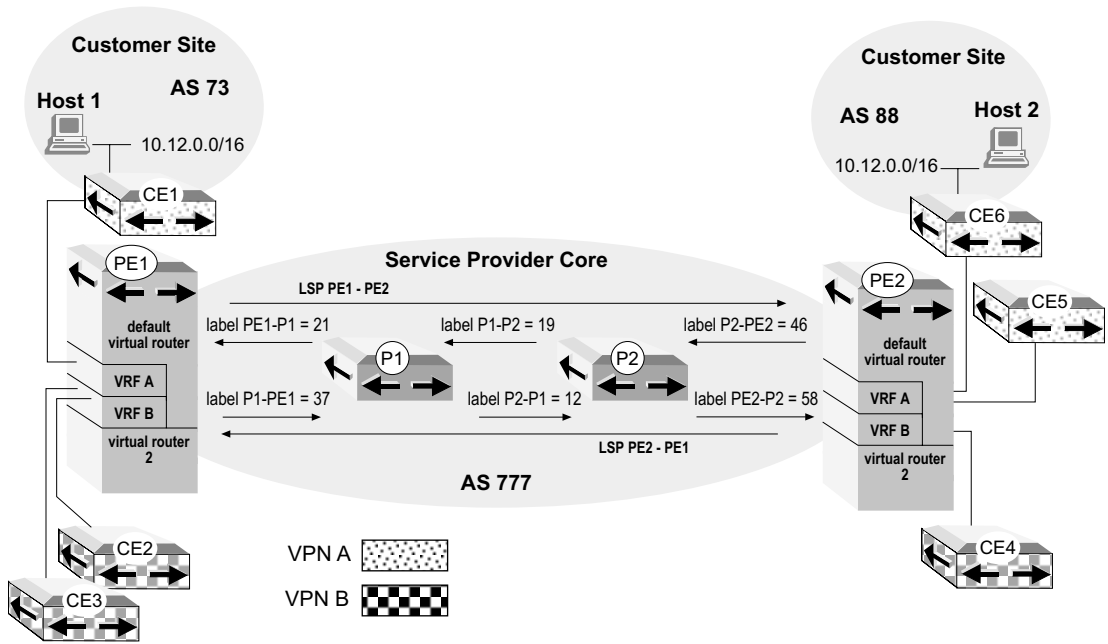 Customer Site
AS 73
Host 1
10.12.0.0/16
CE1
Customer Site
AS 88
Host 2
10.12.0.0/16
CE6
PE1
default
virtual router
VRF A
VRF B
virtual router
2
Service Provider Core
LSP PE1 - PE2
label PE1-P1 = 21
label P1-P2 = 19
label P2-PE2 = 46
P1
P2
label P1-PE1 = 37
label P2-P1 = 12
label PE2-P2 = 58
LSP PE2 - PE1
AS 777
PE2
default
virtual router
VRF A
VRF B
virtual router
2
CE5
CE2
CE3
CE4
VPN A
VPN B